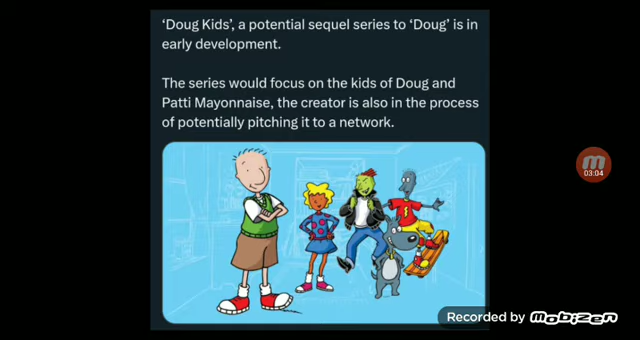 ‘Doug Kids’, a potential sequel series to ‘Doug’ is in
early development.
The series would focus on the kids of Doug and
Patti Mayonnaise, the creator is also in the process
of potentially pitching it to a network.
03:04
Recorded by Mobizen